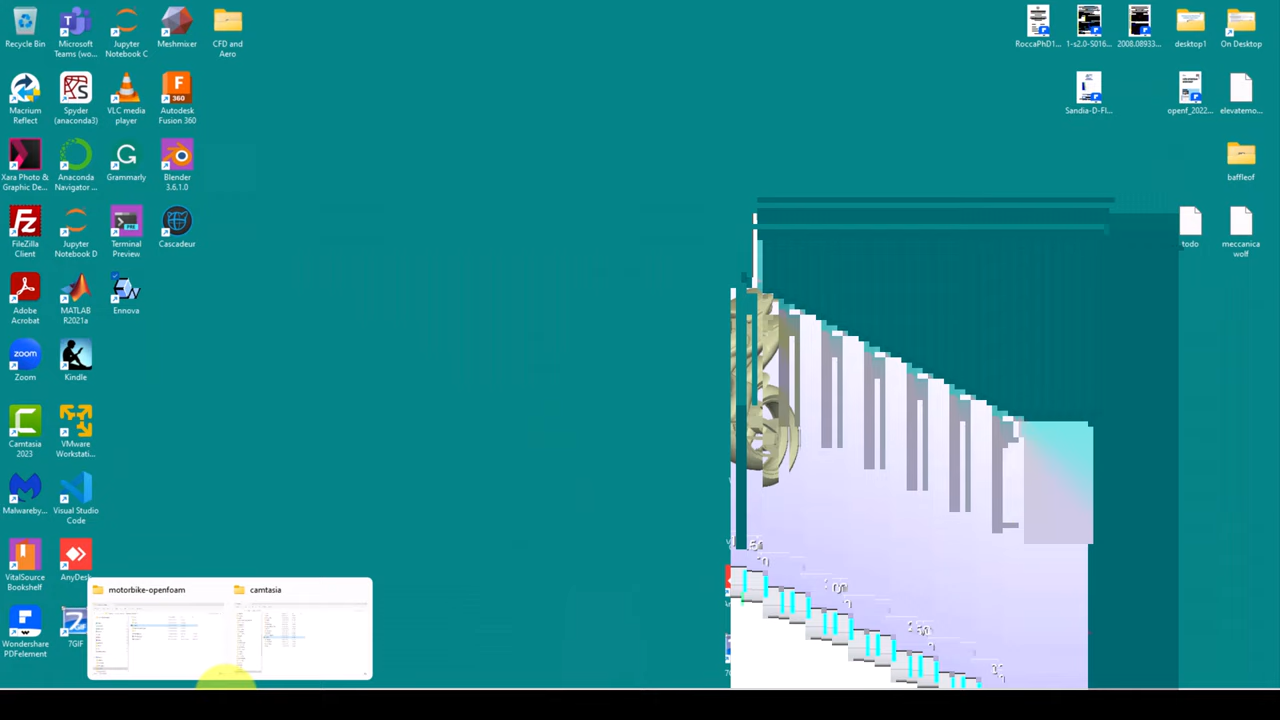 Recycle Bin
Microsoft
Teams (wo...
Jupyter
Notebook C
Meshmixer
CFD and
Aero
RoccaPhD1...
1-s2.0-S016...
2008.08933...
desktop1
On Desktop
Macrium
Reflect
Spyder
(anaconda3)
VLC media
player
Autodesk
Fusion 360
Sandia-D-Fl...
openf_2022...
elevatemo...
Xara Photo &
Graphic De...
Anaconda
Navigator ...
Grammarly
Blender
3.6.1.0
baffleof
FileZilla
Client
Jupyter
Notebook D
Terminal
Preview
Cascadeur
todo
meccanica
wolf
Adobe
Acrobat
MATLAB
R2021a
Ennova
zoom
Zoom
Kindle
Camtasia
2023
VMware
Workstati...
Malwareby...
Visual Studio
Code
VitalSource
Bookshelf
AnyDesk
motorbike-openfoam
camtasia
Wondershare
PDFelement
7GIF